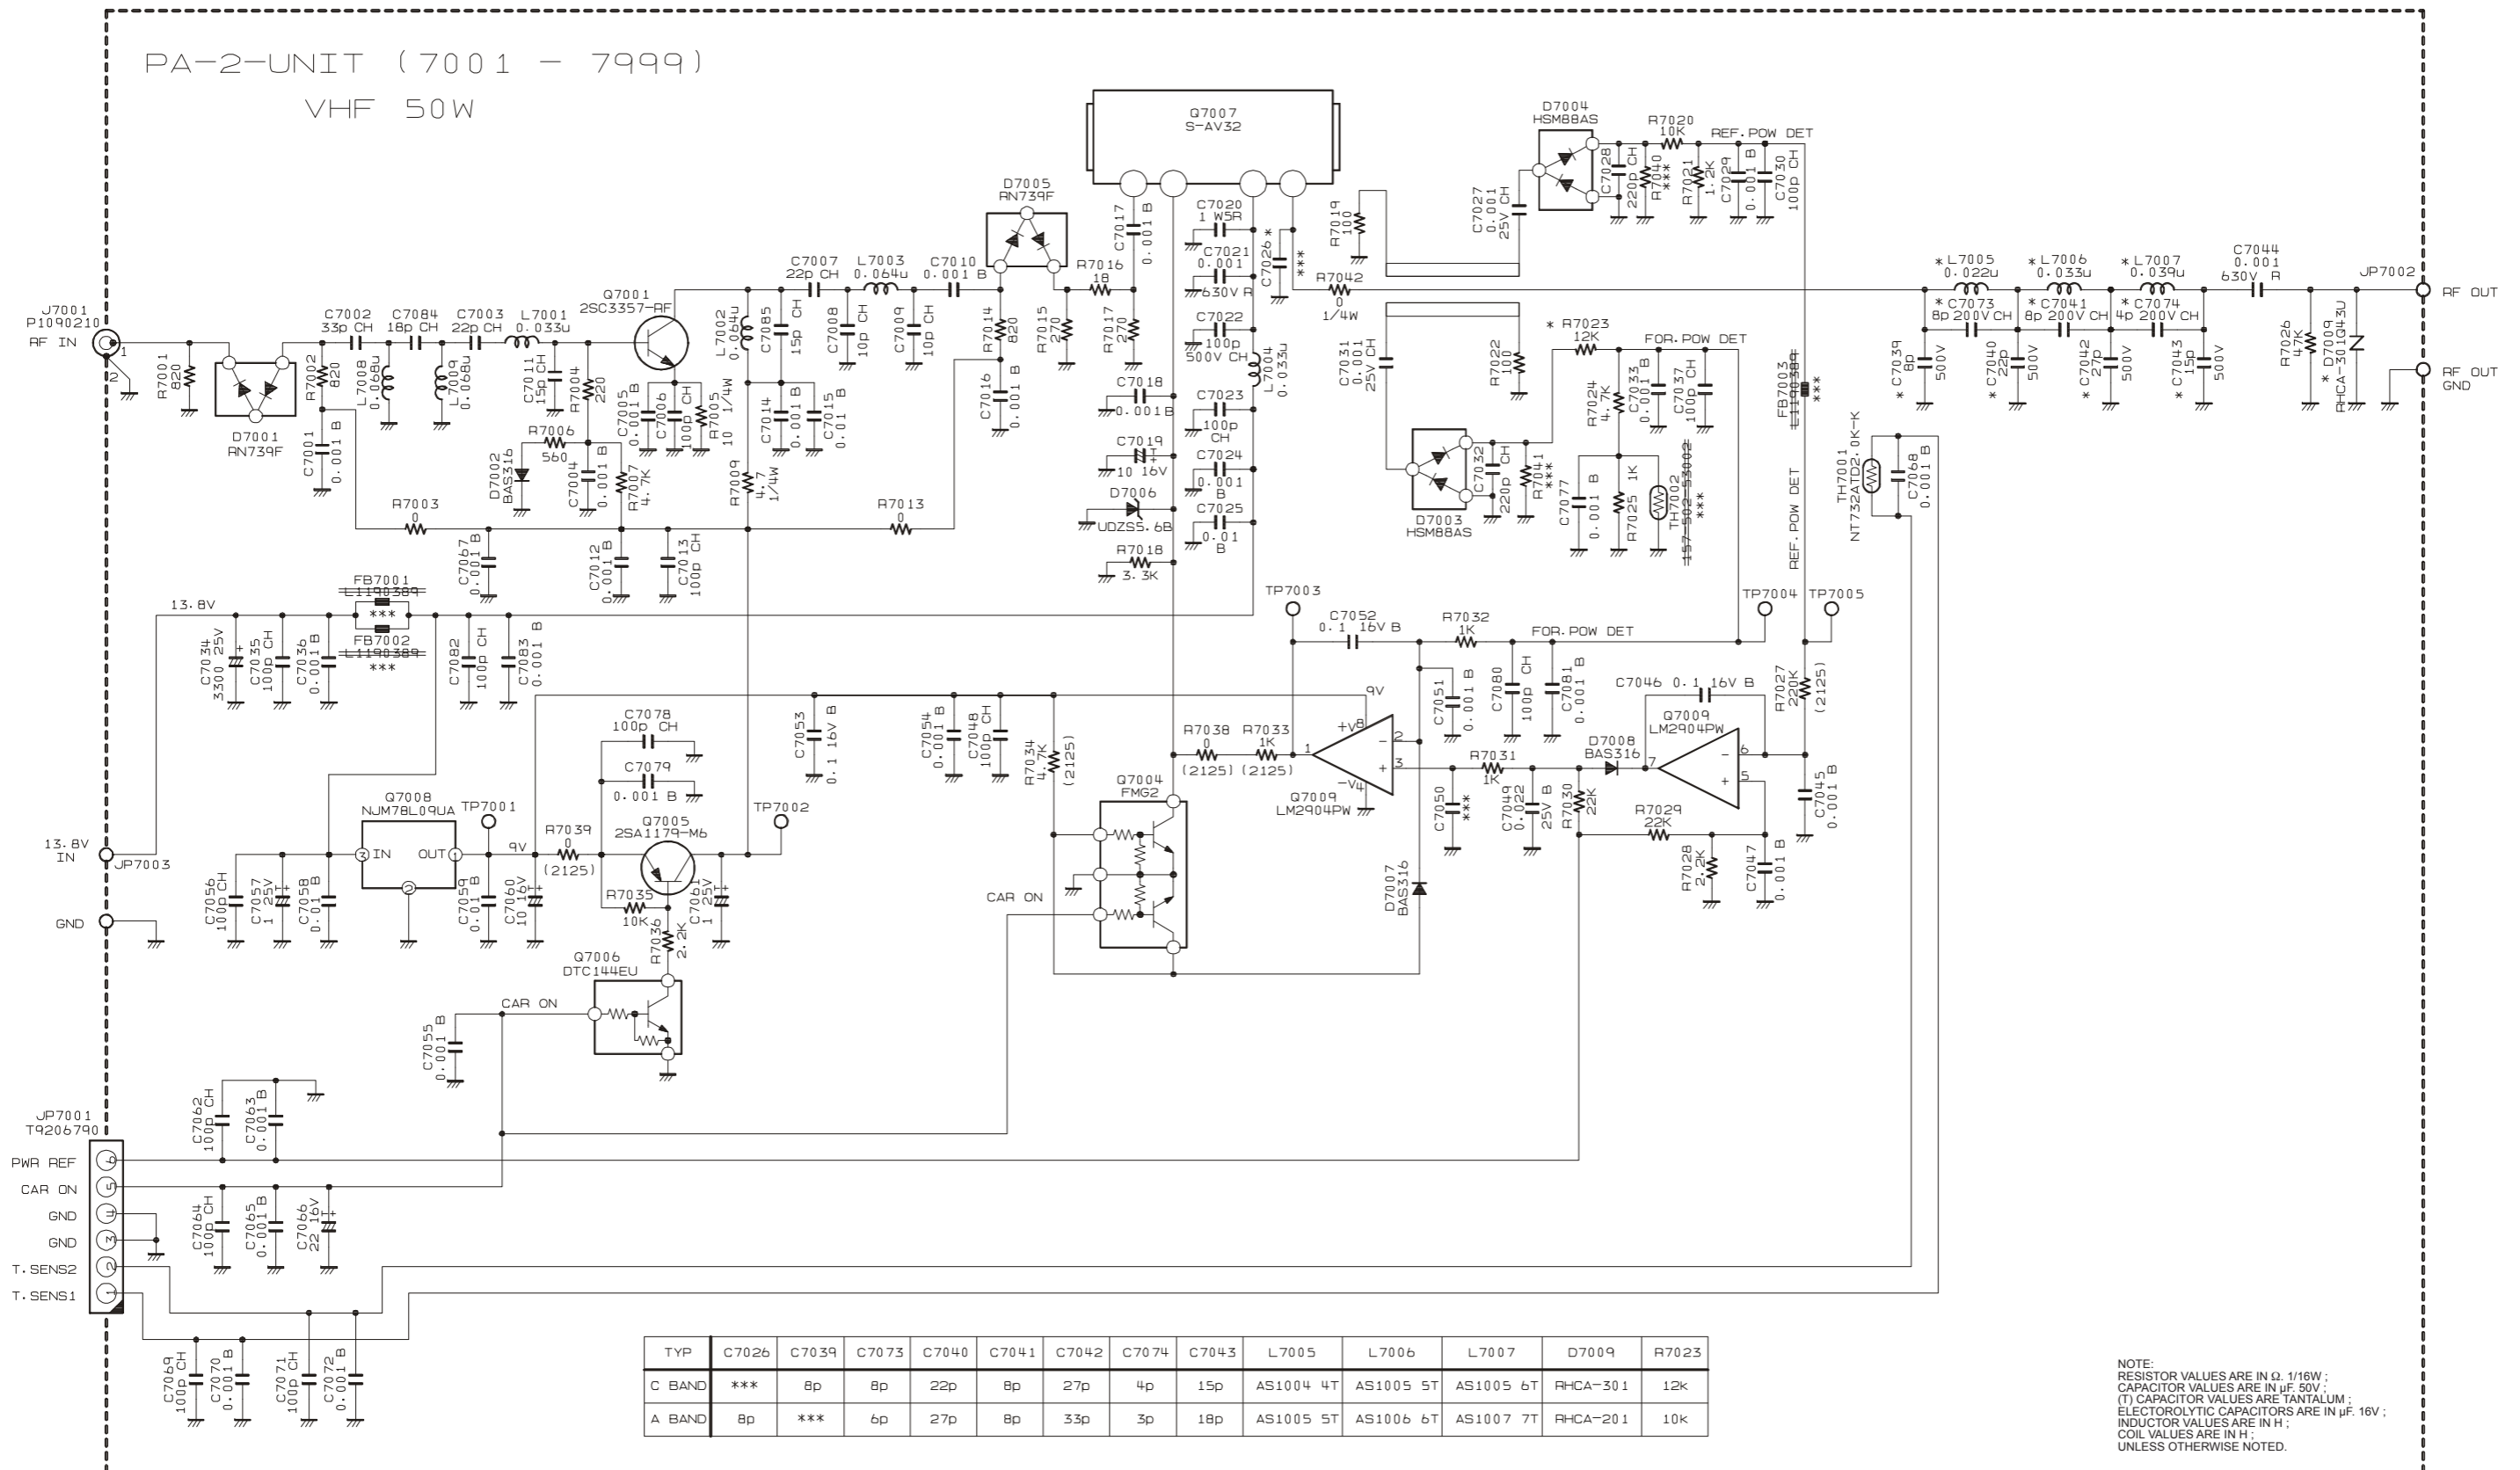 PA-2-UNIT (7001 - 7999)
VHF 50W
Q7007
S-AV32
D7004
HSM88AS
R7020
10K
REF.POW DET
C7028
220p CH
R7040
***
R7021
1.2K
C7029
0.001 B
C7030
100p CH
D7005
RN739F
C7017
0.001 B
C7020
1 W5R
C7021
0.001
630V R
C7026 *
***
R7019
100
C7027
0.001
25V CH
R7042
0
1/4W
J7001
P1090210
RF IN
1
2
R7001
820
D7001
RN739F
R7002
820
C7001
0.001 B
C7002
33p CH
C7084
18p CH
C7003
22p CH
L7001
0.033u
L7008
0.068u
L7009
0.068u
C7011
15p CH
R7004
220
Q7001
2SC3357-RF
C7005
0.001 B
C7006
100p CH
R7005
10 1/4W
L7002
0.064u
C7085
15p CH
C7007
22p CH
L7003
0.064u
C7010
0.001 B
C7008
10p CH
C7009
10p CH
C7014
0.001 B
C7015
0.01 B
R7009
4.7
1/4W
R7014
820
C7016
0.001 B
R7015
270
R7016
18
R7017
270
C7022
100p
500V CH
L7004
0.033u
C7018
0.001B
C7023
100p
CH
C7019
10 16V
C7024
0.001
B
D7006
UDZS5.6B
C7025
0.01
B
R7018
3.3K
R7006
560
D7002
BAS316
C7004
0.001 B
R7007
4.7K
R7003
0
R7013
0
C7067
0.001 B
C7012
0.001B
C7013
100p CH
C7031
0.001
25V CH
R7022
100
* R7023
12K
FOR.POW DET
R7024
4.7K
C7033
0.001 B
C7037
100p CH
D7003
HSM88AS
C7032
220p CH
R7041
***
C7077
0.001 B
R7025 1K
TH7002
157-502-53002
***
FB7003
L1190389
***
REF.POW DET
TH7001
NT732ATD2.0K-K
C7068
0.001 B
* L7005
0.022u
* L7006
0.033u
* L7007
0.039u
C7044
0.001
630V R
JP7002
RF OUT
RF OUT
GND
* C7073
8p 200V CH
* C7041
8p 200V CH
* C7074
4p 200V CH
* C7039
8p
500V
* C7040
22p
500V
* C7042
27p
500V
* C7043
15p
500V
R7026
47K
* D7009
RHCA-301Q43U
13.8V
FB7001
L1190389
***
FB7002
L1190389
***
C7034
3300 25V
+
C7035
100p CH
C7036
0.001 B
C7082
100p CH
C7083
0.001 B
TP7003
C7052
0.1 16V B
R7032
1K
FOR.POW DET
TP7004
TP7005
C7051
0.001 B
C7080
100p CH
C7081
0.001 B
C7046 0.1 16V B
R7027
220K
(2125)
C7078
100p CH
C7079
0.001 B
C7053
0.1 16V B
C7054
0.001 B
C7048
100p CH
R7034
4.7K
(2125)
R7038
0
(2125)
R7033
1K
(2125)
9V
+V8
-V4
1
2
3
-
+
Q7009
LM2904PW
R7031
1K
D7008
BAS316
Q7009
LM2904PW
7
6
5
-
+
C7050
***
C7049
0.022
25V B
R7030
22K
R7029
22K
R7028
2.2K
C7047
0.001 B
C7045
0.001 B
D7007
BAS316
Q7004
FMG2
CAR ON
13.8V
IN
JP7003
GND
Q7008
NJM78L09UA
3 IN
OUT 1
2
TP7001
9V
R7039
0
(2125)
Q7005
2SA1179-M6
TP7002
C7056
100p CH
C7057
1 25V
+
C7058
0.01 B
C7059
0.01 B
C7060
10 16V
+
R7035
10K
R7036
2.2K
C7061
1 25V
+
Q7006
DTC144EU
CAR ON
C7055
0.001 B
JP7001
T9206790
PWR REF 6
CAR ON 5
GND 4
GND 3
T.SENS2 2
T.SENS1 1
C7062
100p CH
C7063
0.001 B
C7064
100p CH
C7065
0.001 B
C7066
22 16V
+
C7069
100p CH
C7070
0.001 B
C7071
100p CH
C7072
0.001 B
TYP C7026 C7039 C7073 C7040 C7041 C7042 C7074 C7043 L7005 L7006 L7007 D7009 R7023
C BAND *** 8p 8p 22p 8p 27p 4p 15p AS1004 4T AS1005 5T AS1005 6T RHCA-301 12k
A BAND 8p *** 6p 27p 8p 33p 3p 18p AS1005 5T AS1006 6T AS1007 7T RHCA-201 10k
NOTE:
RESISTOR VALUES ARE IN Ω. 1/16W ;
CAPACITOR VALUES ARE IN µF. 50V ;
(T) CAPACITOR VALUES ARE TANTALUM ;
ELECTOROLYTIC CAPACITORS ARE IN µF. 16V ;
INDUCTOR VALUES ARE IN H ;
COIL VALUES ARE IN H ;
UNLESS OTHERWISE NOTED.